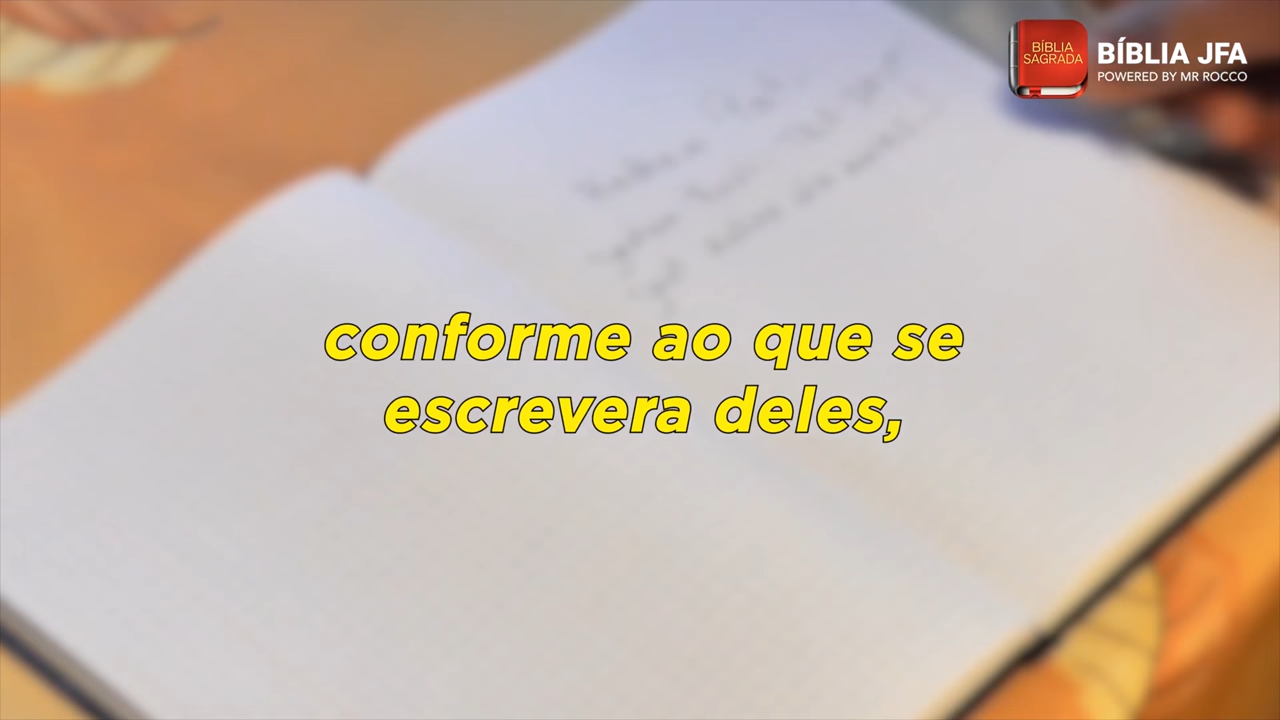 BÍBLIA
SAGRADA
BÍBLIA JFA
POWERED BY MR ROCCO
conforme ao que se
escrevera deles,